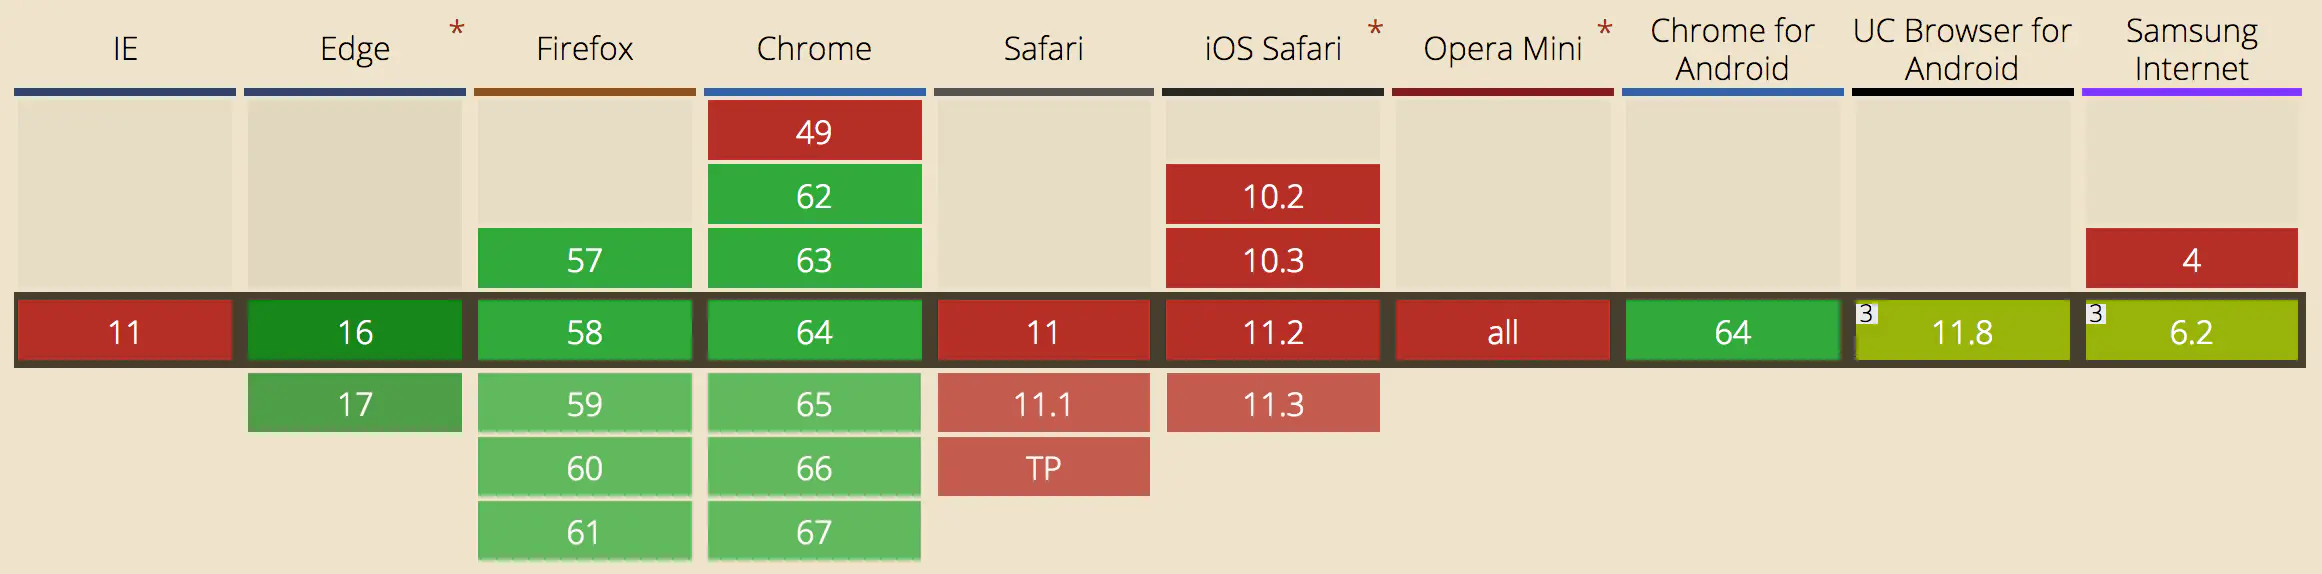 IE
Edge *
Firefox
Chrome
Safari
iOS Safari *
Opera Mini *
Chrome for
Android
UC Browser for
Android
Samsung
Internet
49
62
10.2
57
63
10.3
4
11
16
58
64
11
11.2
all
64
3
11.8
3
6.2
17
59
65
11.1
11.3
60
66
TP
61
67